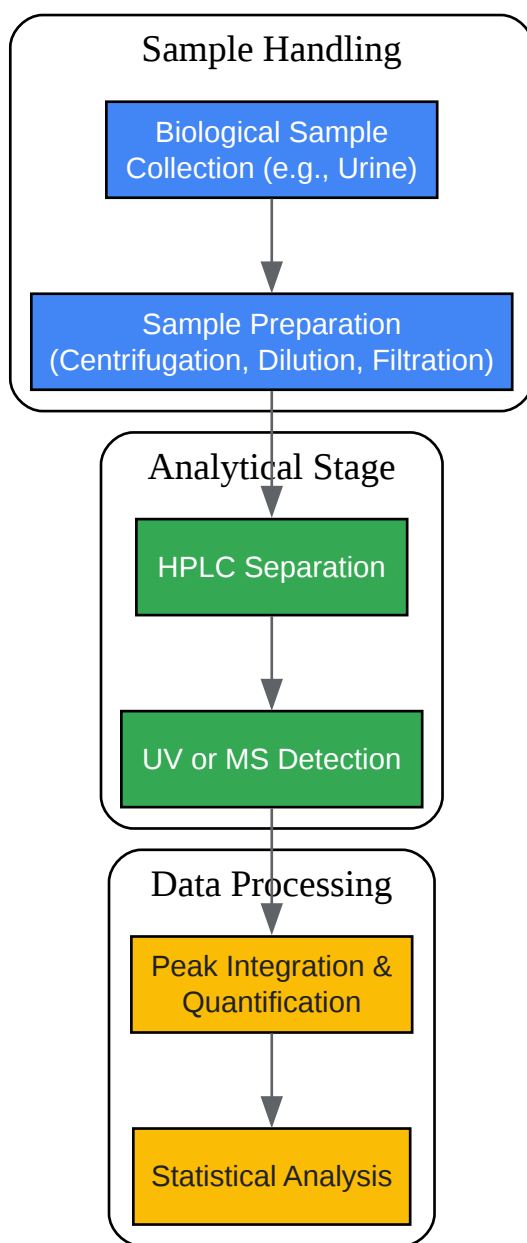 Sample Handling
Biological Sample
Collection (e.g., Urine)
Sample Preparation
(Centrifugation, Dilution, Filtration)
Analytical Stage
HPLC Separation
UV or MS Detection
Data Processing
Peak Integration &
Quantification
Statistical Analysis